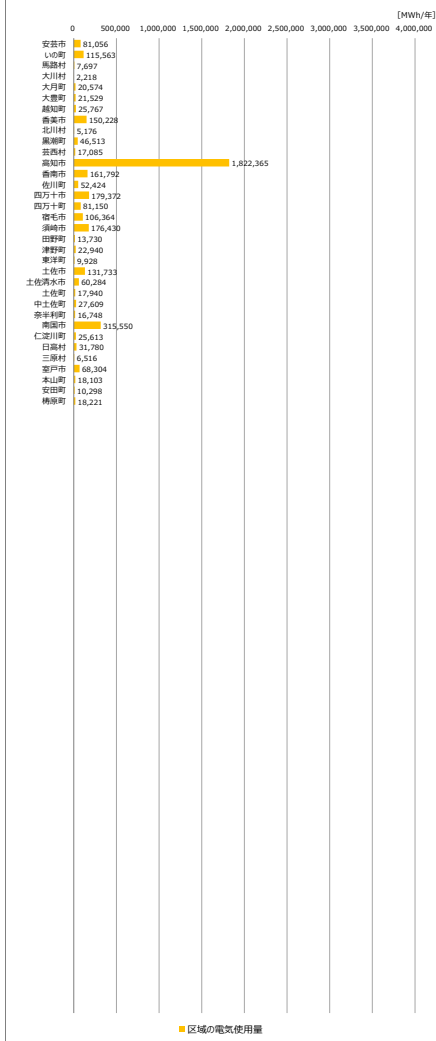 [MWh/年]
0 500,000 1,000,000 1,500,000 2,000,000 2,500,000 3,000,000 3,500,000 4,000,000
安芸市 81,056
いの町 115,563
馬路村 7,697
大川村 2,218
大月町 20,574
大豊町 21,529
越知町 25,767
香美市 150,228
北川村 5,176
黒潮町 46,513
芸西村 17,085
高知市 1,822,365
香南市 161,792
佐川町 52,424
四万十市 179,372
四万十町 81,150
宿毛市 106,364
須崎市 176,430
田野町 13,730
津野町 22,940
東洋町 9,928
土佐市 131,733
土佐清水市 60,284
土佐町 17,940
中土佐町 27,609
奈半利町 16,748
南国市 315,550
仁淀川町 25,613
日高村 31,780
三原村 6,516
室戸市 68,304
本山町 18,103
安田町 10,298
梼原町 18,221
区域の電気使用量